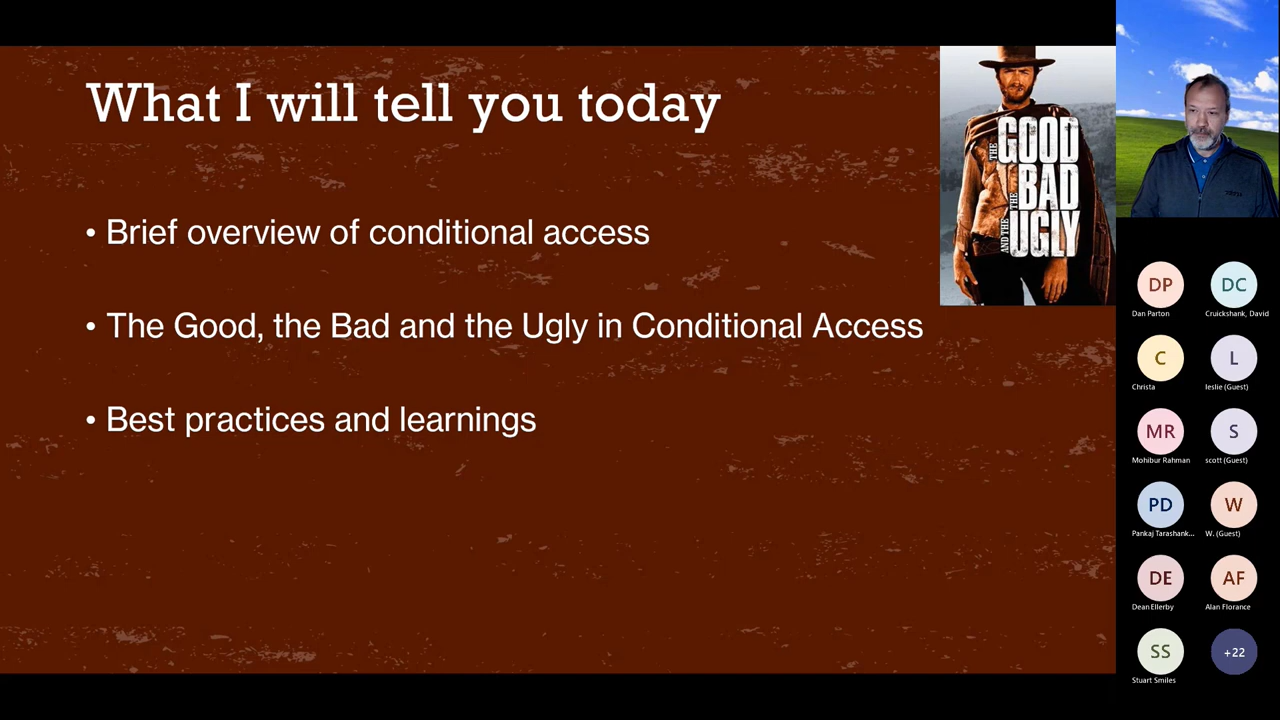 What I will tell you today
• Brief overview of conditional access
• The Good, the Bad and the Ugly in Conditional Access
• Best practices and learnings
THE GOOD
THE BAD
AND THE UGLY
DP
DC
Dan Parton
Cruickshank, David
C
L
Christa
leslie (Guest)
MR
S
Mohibur Rahman
scott (Guest)
PD
W
Pankaj Tarashank...
W. (Guest)
DE
AF
Dean Ellerby
Alan Florance
SS
+22
Stuart Smiles